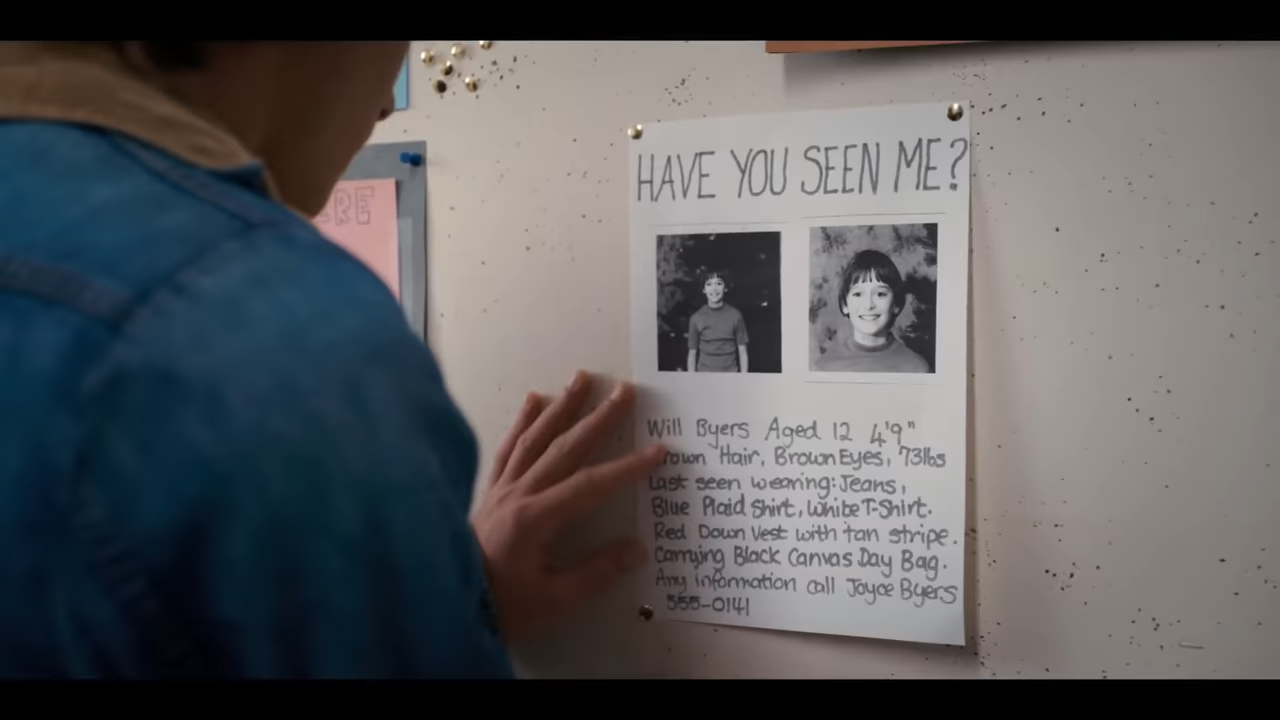 HAVE YOU SEEN ME?
Will Byers Aged 12 4'9"
Brown Hair, Brown Eyes, 73lbs
Last seen wearing: Jeans,
Blue Plaid Shirt, White T-Shirt.
Red Down Vest with tan stripe.
Carrying Black Canvas Day Bag.
Any information call Joyce Byers
555-0141